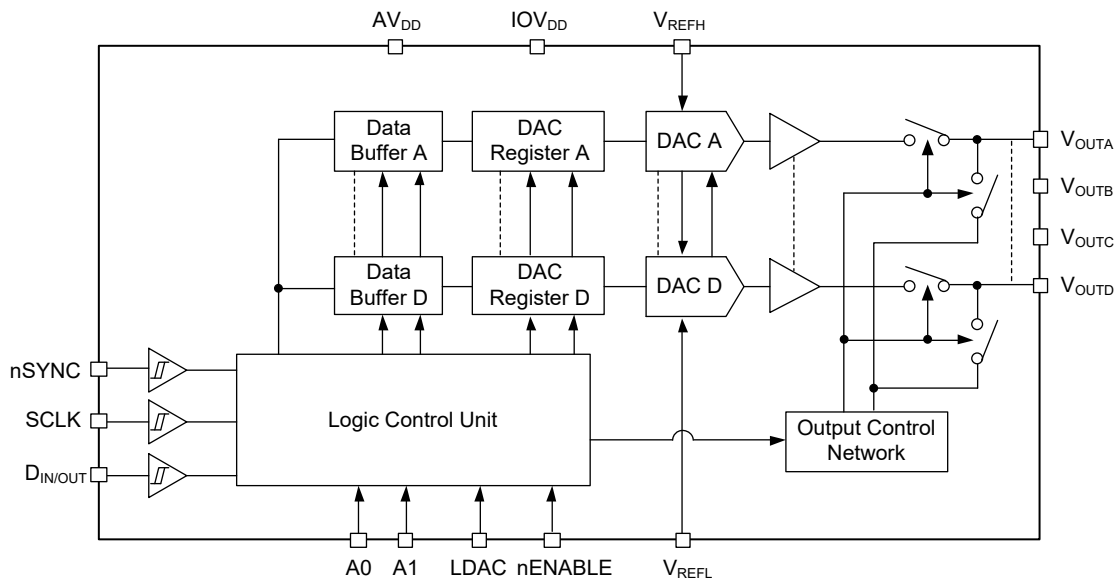 AVDD IOVDD VREFH
Data
Buffer A
DAC
Register A
DAC A
VOUTA
VOUTB
VOUTC
Data
Buffer D
DAC
Register D
DAC D
VOUTD
nSYNC
SCLK
DIN/OUT
Logic Control Unit
Output Control
Network
A0 A1 LDAC nENABLE VREFL